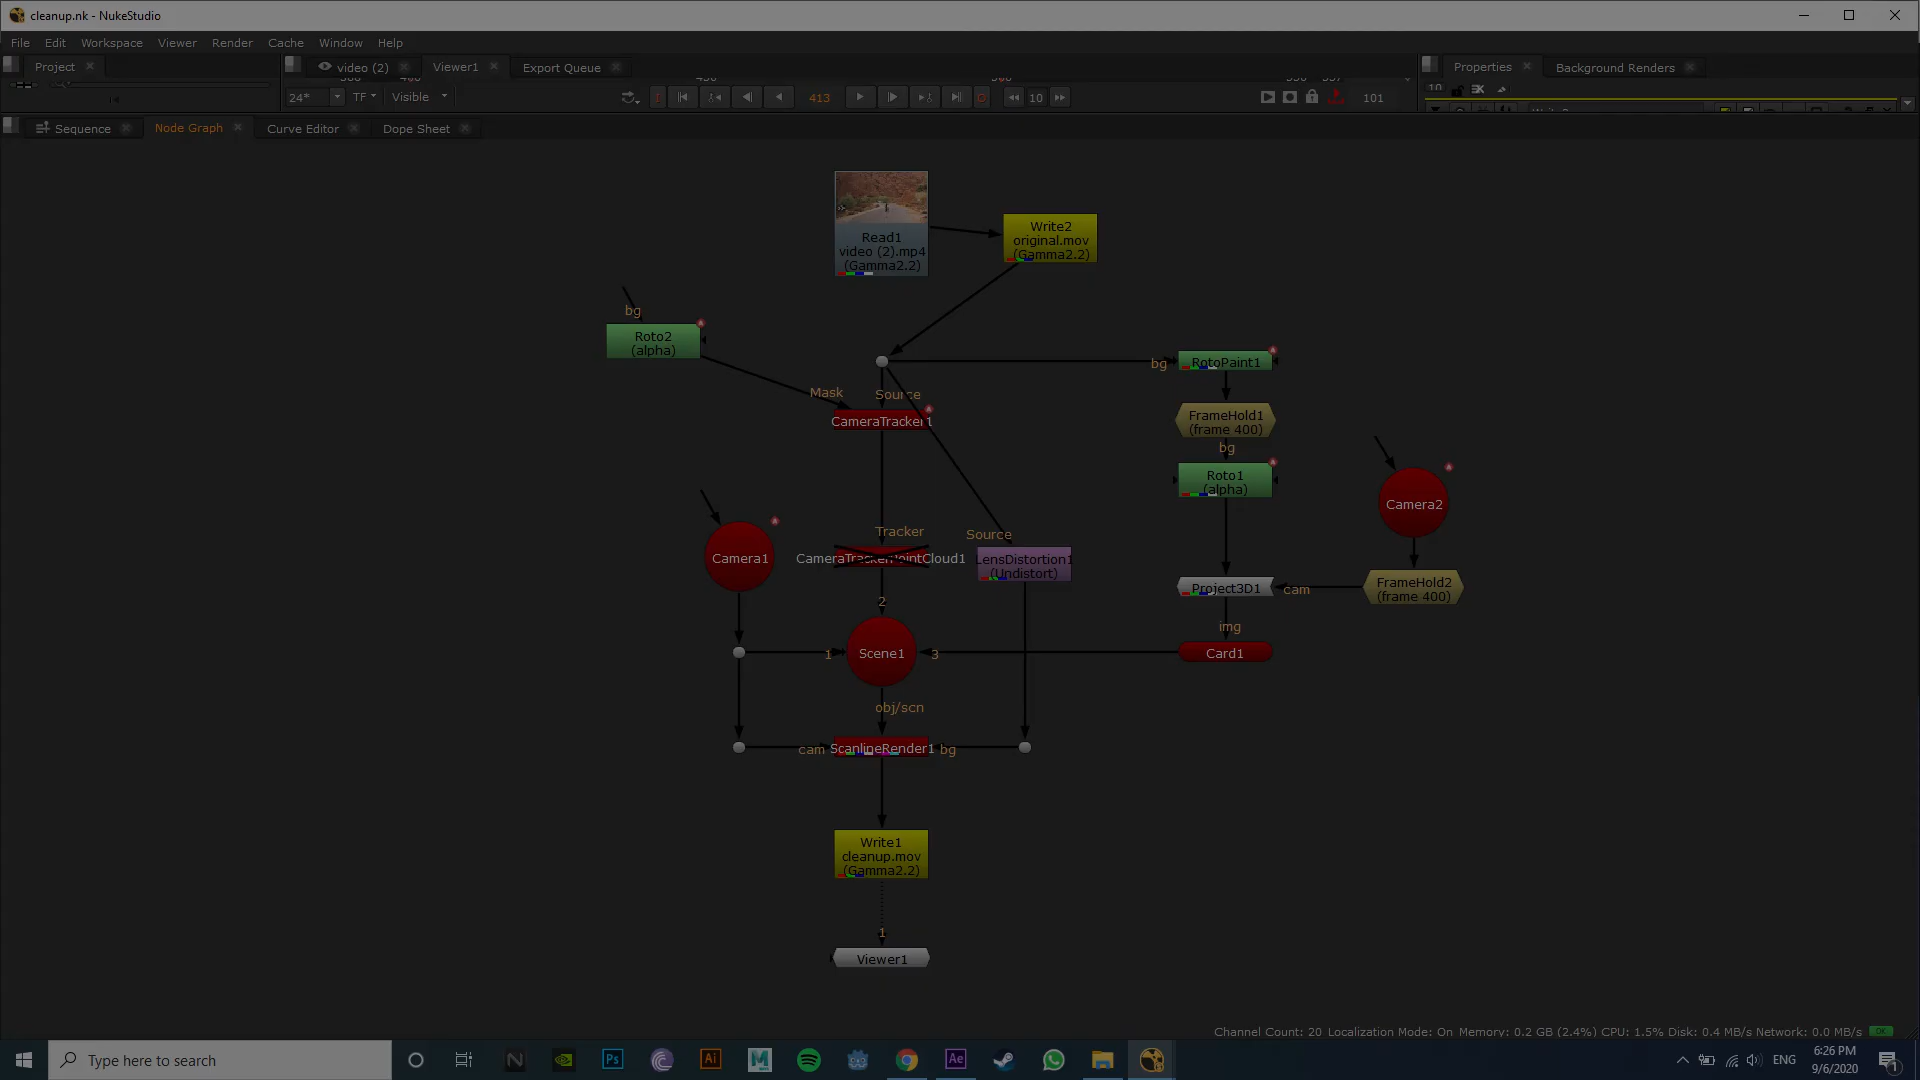 cleanup.nk - NukeStudio
File Edit Workspace Viewer Render Cache Window Help
Project video (2) Viewer1 Export Queue Properties Background Renders
24* TF Visible 413 10 101
Sequence Node Graph Curve Editor Dope Sheet
Read1
video (2).mp4
(Gamma2.2)
Write2
original.mov
(Gamma2.2)
bg
Roto2
(alpha)
bg
RotoPaint1
Mask
Source
CameraTracker1
FrameHold1
(frame 400)
bg
Roto1
(alpha)
Camera2
Tracker
Source
Camera1
CameraTrackerPointCloud1
LensDistortion1
(Undistort)
Project3D1
cam
FrameHold2
(frame 400)
2
img
1
Scene1
3
Card1
obj/scn
cam
ScanlineRender1
bg
Write1
cleanup.mov
(Gamma2.2)
1
Viewer1
Channel Count: 20 Localization Mode: On Memory: 0.2 GB (2.4%) CPU: 1.5% Disk: 0.4 MB/s Network: 0.0 MB/s
Type here to search
Ps
Ai
M
Ae
ENG
6:26 PM
9/6/2020
1